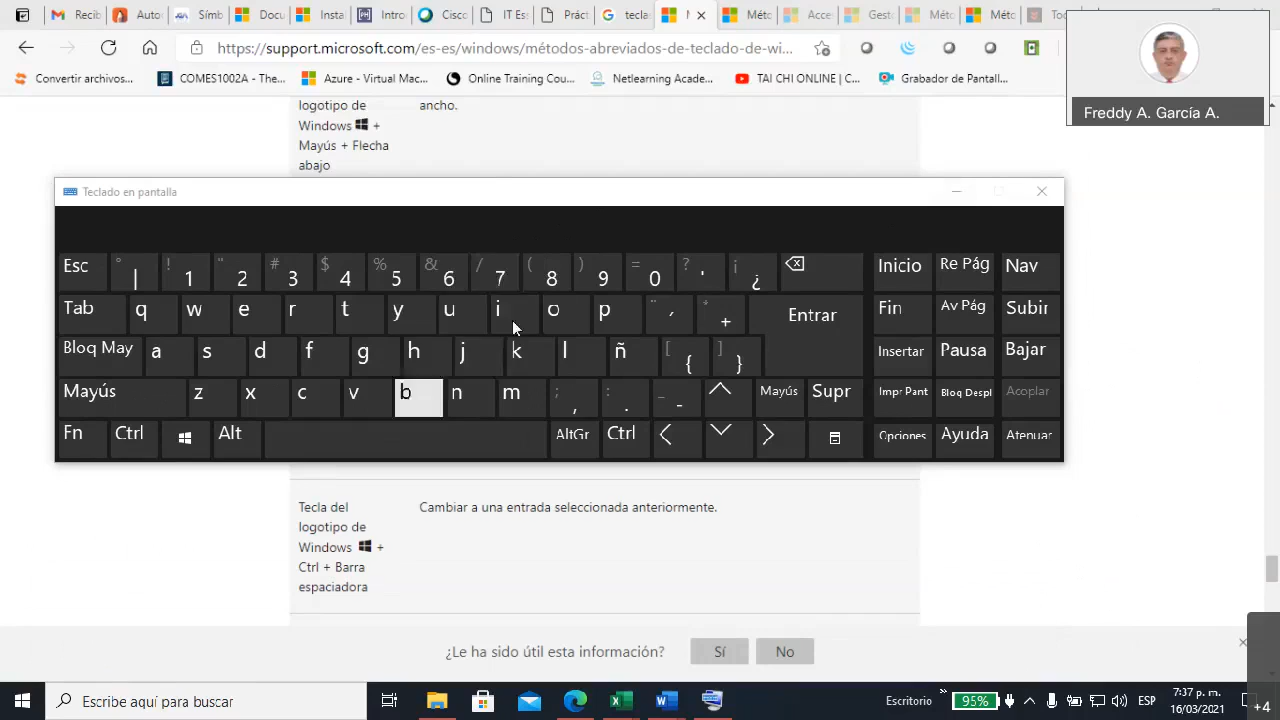 Aut
Símb
Docu
Insta
Intro
Cisco
IT Es
Práct
tecla
M
Méto
Acce
Gest
Méto
Méto
Too
https://support.microsoft.com/es-es/windows/métodos-abreviados-de-teclado-de-wi...
Convertir archivos...
COMES1002A - The...
Azure - Virtual Mac...
Online Training Cou...
Netlearning Acade...
TAI CHI ONLINE | C...
Grabador de Pantall...
Freddy A. García A.
logotipo de
Windows +
Mayús + Flecha
abajo
ancho.
Teclado en pantalla
Esc ° | ! 1 " 2 # 3 $ 4 % 5 & 6 / 7 ( 8 ) 9 = 0 ? ' ¡ ¿ Inicio Re Pág Nav
Tab q w e r t y u i o p ¨ ´ * + Entrar Fin Av Pág Subir
Bloq May a s d f g h j k l ñ [ { ] } Insertar Pausa Bajar
Mayús z x c v b n m ; , : . _ - Mayús Supr Impr Pant Bloq Despl Acoplar
Fn Ctrl Alt AltGr Ctrl Opciones Ayuda Atenuar
Tecla del
logotipo de
Windows +
Ctrl + Barra
espaciadora
Cambiar a una entrada seleccionada anteriormente.
¿Le ha sido útil esta información?
Sí
No
Escribe aquí para buscar
Escritorio
95%
ESP
7:37 p. m.
16/03/2021
+4